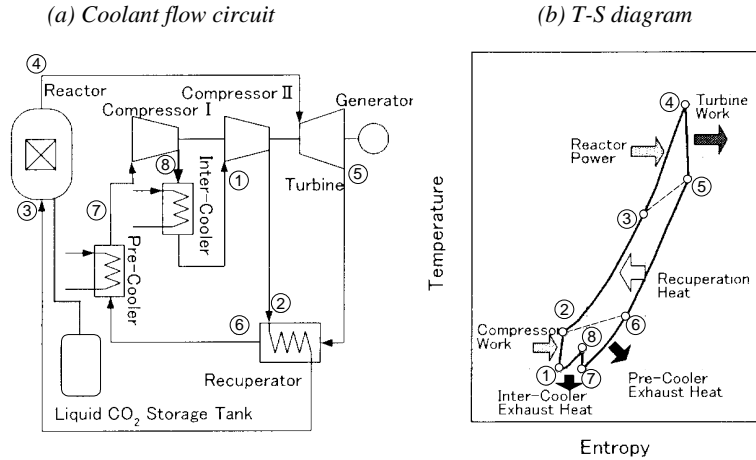 (a) Coolant flow circuit
④
Reactor
③
Compressor Ⅰ
Compressor Ⅱ
Generator
⑧
①
⑤
Turbine
Inter-Cooler
⑦
Pre-Cooler
②
⑥
Recuperator
Liquid CO₂ Storage Tank
(b) T-S diagram
Temperature
④
Turbine
Work
Reactor
Power
⑤
③
Recuperation
Heat
②
⑥
Compressor
Work
⑧
①
⑦
Inter-Cooler
Exhaust Heat
Pre-Cooler
Exhaust Heat
Entropy